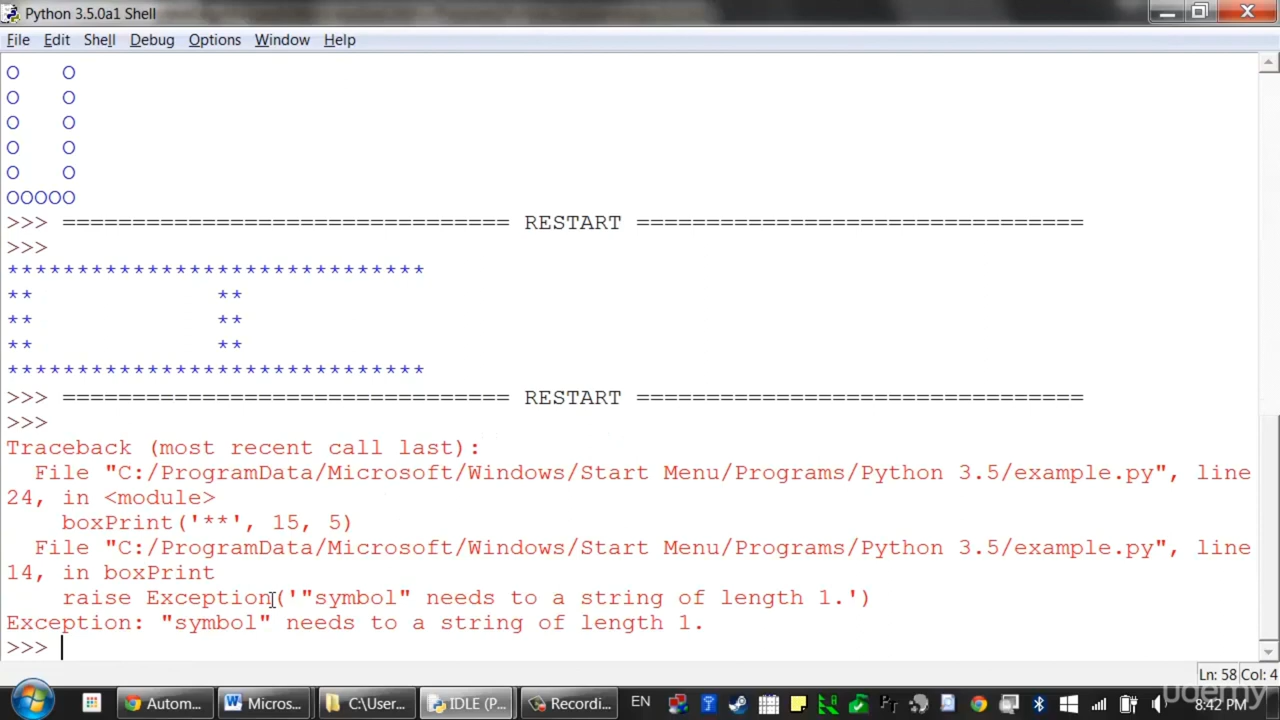 Python 3.5.0a1 Shell
File Edit Shell Debug Options Window Help
O    O
O    O
O    O
O    O
O    O
OOOOO
>>> ================================ RESTART ================================
>>>
******************************
**             **
**             **
**             **
******************************
>>> ================================ RESTART ================================
>>>
Traceback (most recent call last):
  File "C:/ProgramData/Microsoft/Windows/Start Menu/Programs/Python 3.5/example.py", line
24, in <module>
    boxPrint('**', 15, 5)
  File "C:/ProgramData/Microsoft/Windows/Start Menu/Programs/Python 3.5/example.py", line
14, in boxPrint
    raise Exception('"symbol" needs to a string of length 1.')
Exception: "symbol" needs to a string of length 1.
>>>
Ln: 58 Col: 4
Autom... Micros... C:\User... IDLE (P... Recordi... EN 8:42 PM
udemy